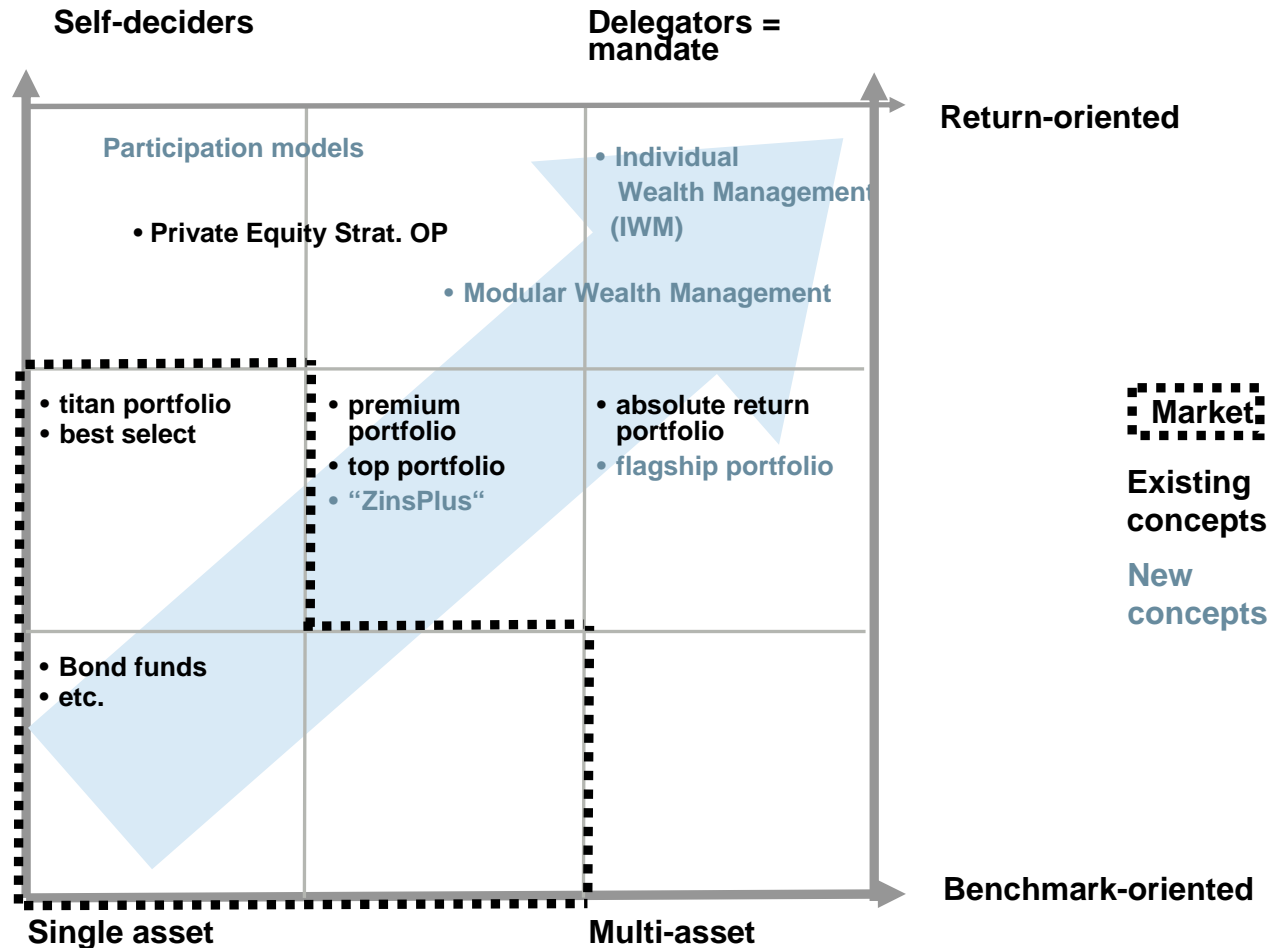 Self-deciders
Delegators =
mandate
Return-oriented
Participation models
• Individual
Wealth Management
(IWM)
• Private Equity Strat. OP
• Modular Wealth Management
• titan portfolio
• best select
• premium
portfolio
• top portfolio
• “ZinsPlus“
• absolute return
portfolio
• flagship portfolio
Market
Existing
concepts
New
concepts
• Bond funds
• etc.
Benchmark-oriented
Single asset
Multi-asset